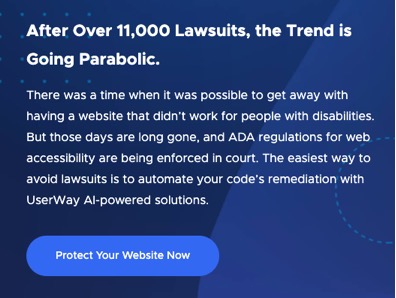 After Over 11,000 Lawsuits, the Trend is
Going Parabolic.
There was a time when it was possible to get away with
having a website that didn’t work for people with disabilities.
But those days are long gone, and ADA regulations for web
accessibility are being enforced in court. The easiest way to
avoid lawsuits is to automate your code’s remediation with
UserWay AI-powered solutions.
Protect Your Website Now